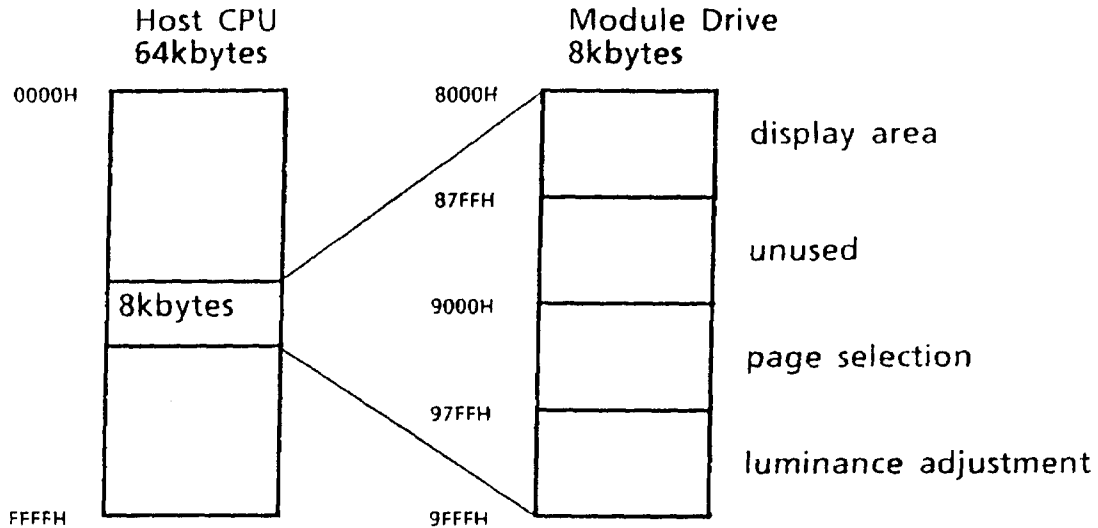 Host CPU
64kbytes
Module Drive
8kbytes
0000H
8000H
display area
87FFH
unused
8kbytes
9000H
page selection
97FFH
luminance adjustment
FFFFH
9FFFH